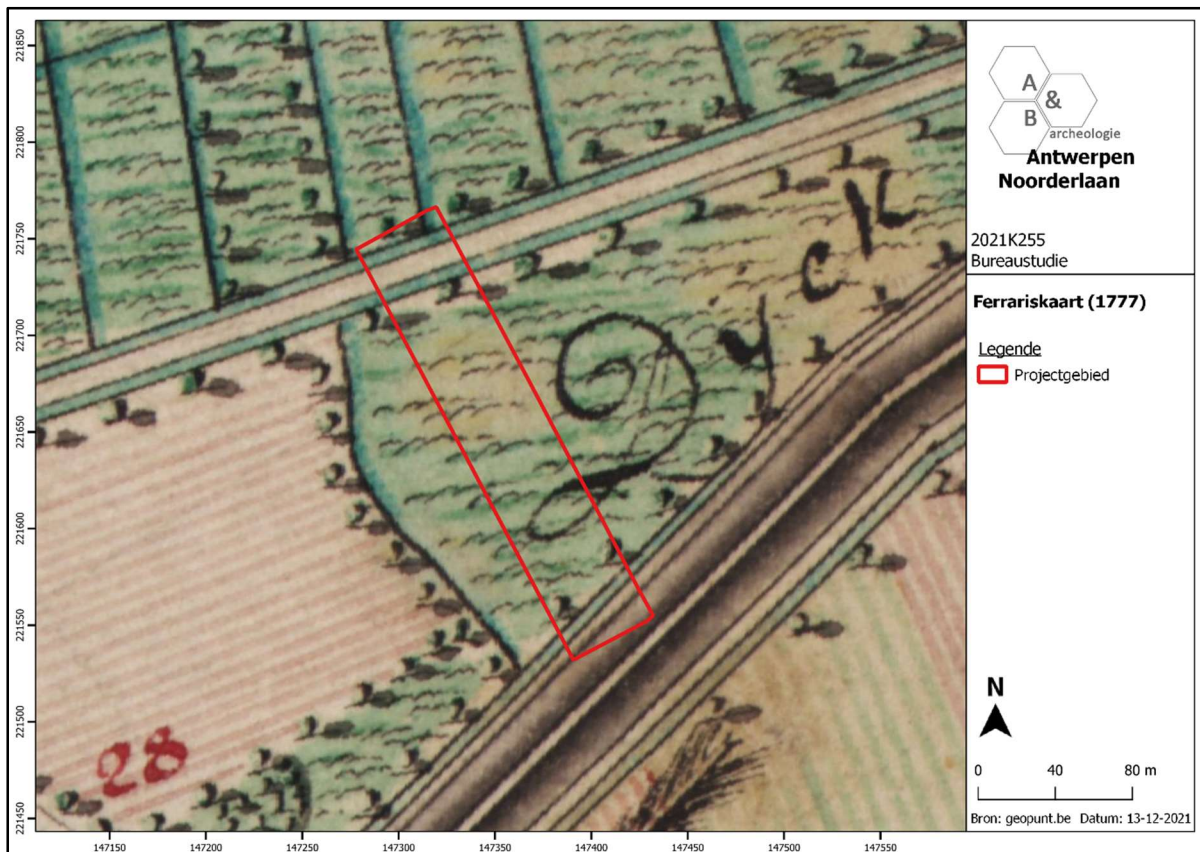 221850
221800
221750
221700
221650
221600
221550
221500
221450
147150
147200
147250
147300
147350
147400
147450
147500
147550
28
A
&
B
archeologie
Antwerpen
Noorderlaan
2021K255
Bureaustudie
Ferrariskaart (1777)
Legende
Projectgebied
N
0 40 80 m
Bron: geopunt.be Datum: 13-12-2021